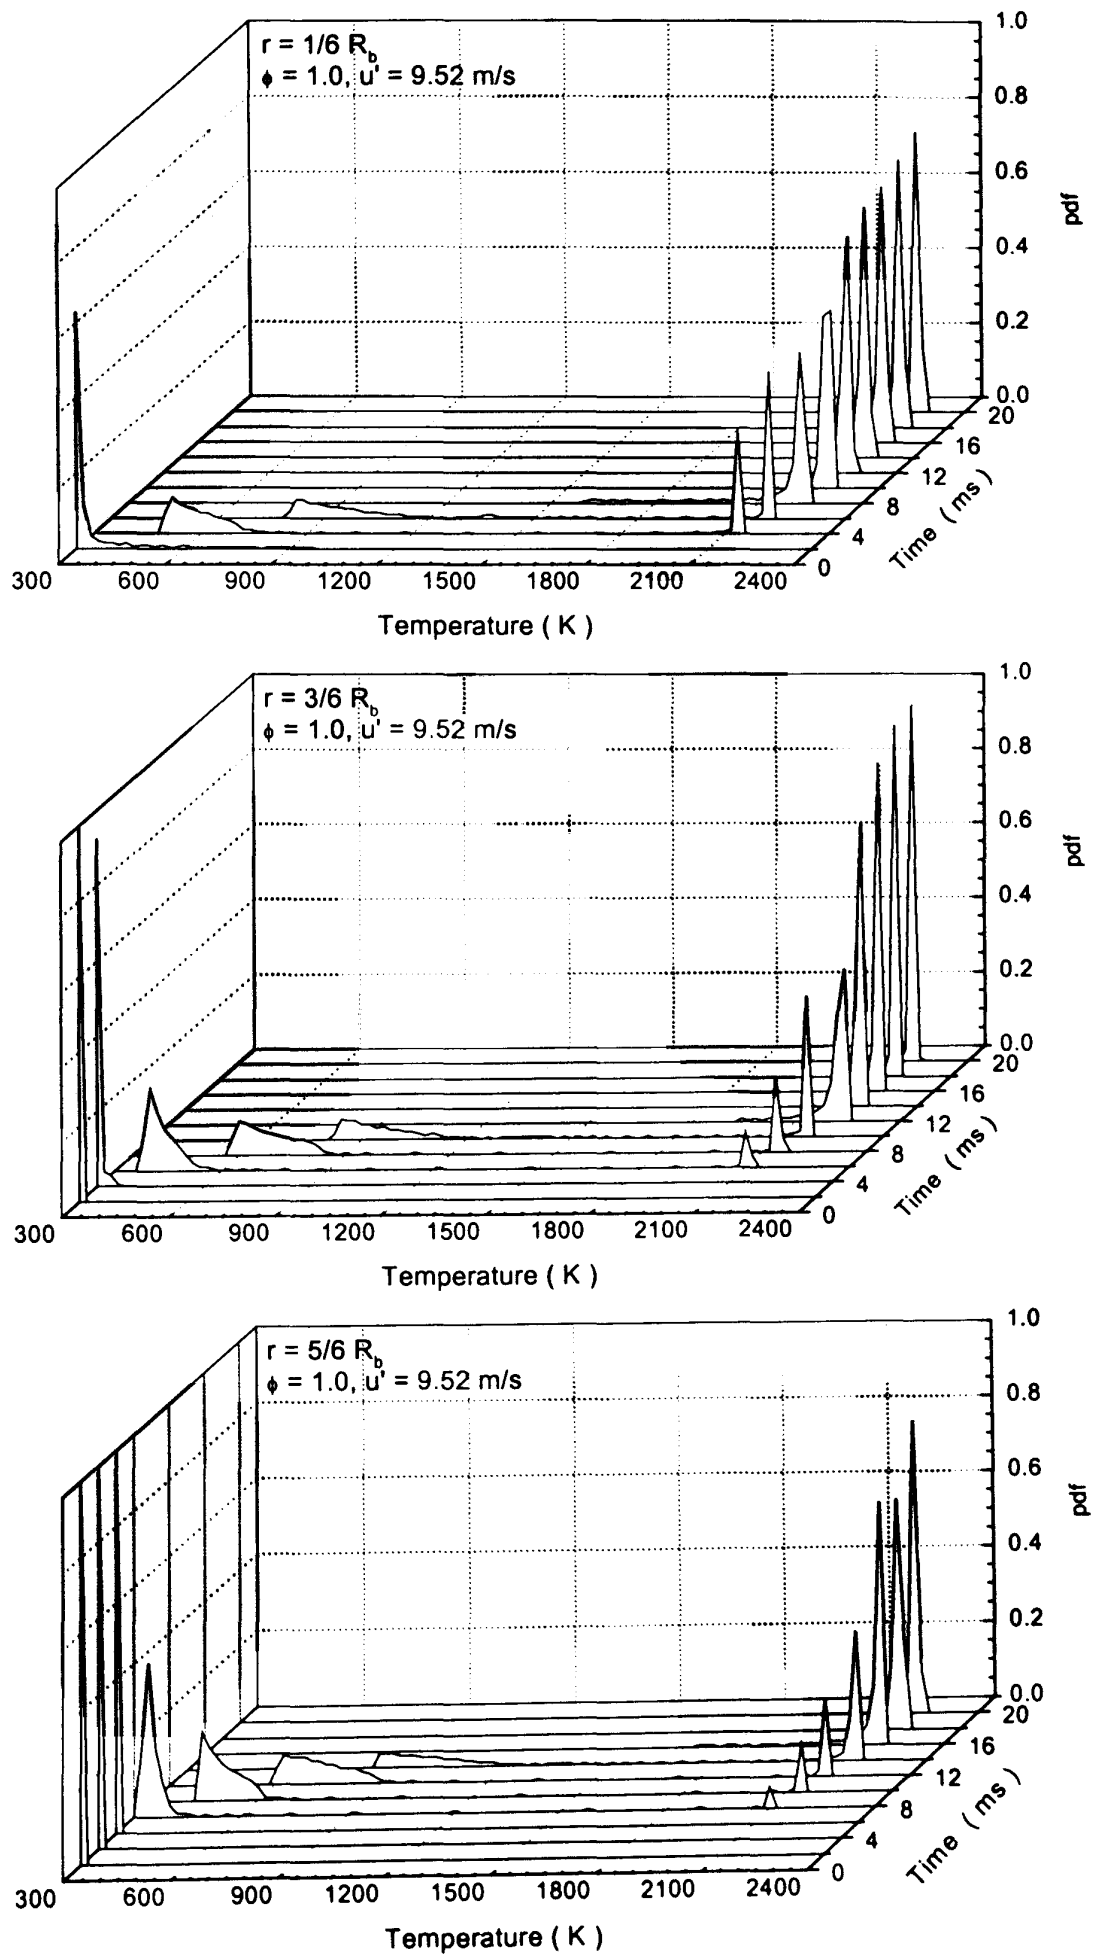 r = 1/6 R_b
ϕ = 1.0, u' = 9.52 m/s
1.0
0.8
0.6
0.4
0.2
0.0
pdf
20
16
12
8
4
0
Time ( ms )
300 600 900 1200 1500 1800 2100 2400
Temperature ( K )
r = 3/6 R_b
ϕ = 1.0, u' = 9.52 m/s
1.0
0.8
0.6
0.4
0.2
0.0
pdf
20
16
12
8
4
0
Time ( ms )
300 600 900 1200 1500 1800 2100 2400
Temperature ( K )
r = 5/6 R_b
ϕ = 1.0, u' = 9.52 m/s
1.0
0.8
0.6
0.4
0.2
0.0
pdf
20
16
12
8
4
0
Time ( ms )
300 600 900 1200 1500 1800 2100 2400
Temperature ( K )